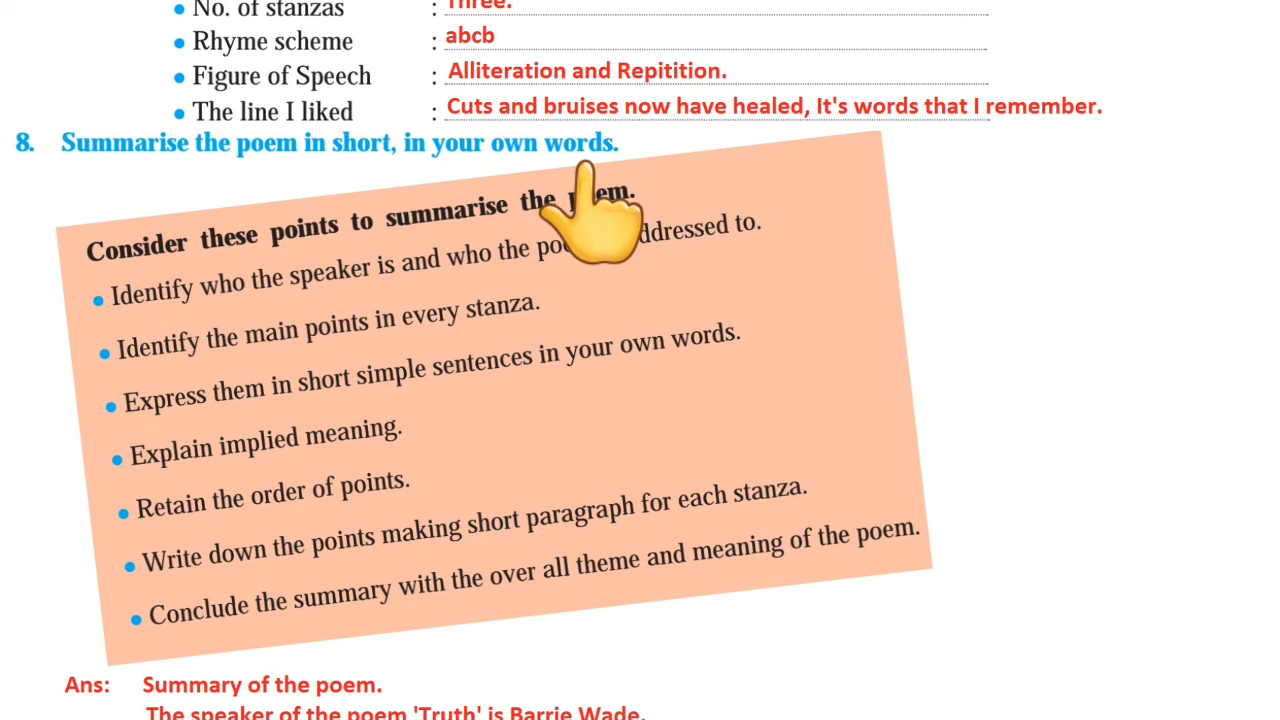 • No. of stanzas : Three.
• Rhyme scheme : abcb
• Figure of Speech : Alliteration and Repitition.
• The line I liked : Cuts and bruises now have healed, It's words that I remember.
8. Summarise the poem in short, in your own words.
Consider these points to summarise the
• Identify who the speaker is and who the to.
• Identify the main points in every stanza.
• Express them in short simple sentences in your own words.
• Explain implied meaning.
• Retain the order of points.
• Write down the points making short paragraph for each stanza.
• Conclude the summary with the over all theme and meaning of the poem.
Ans: Summary of the poem.
The speaker of the poem 'Truth' is Barrie Wade.